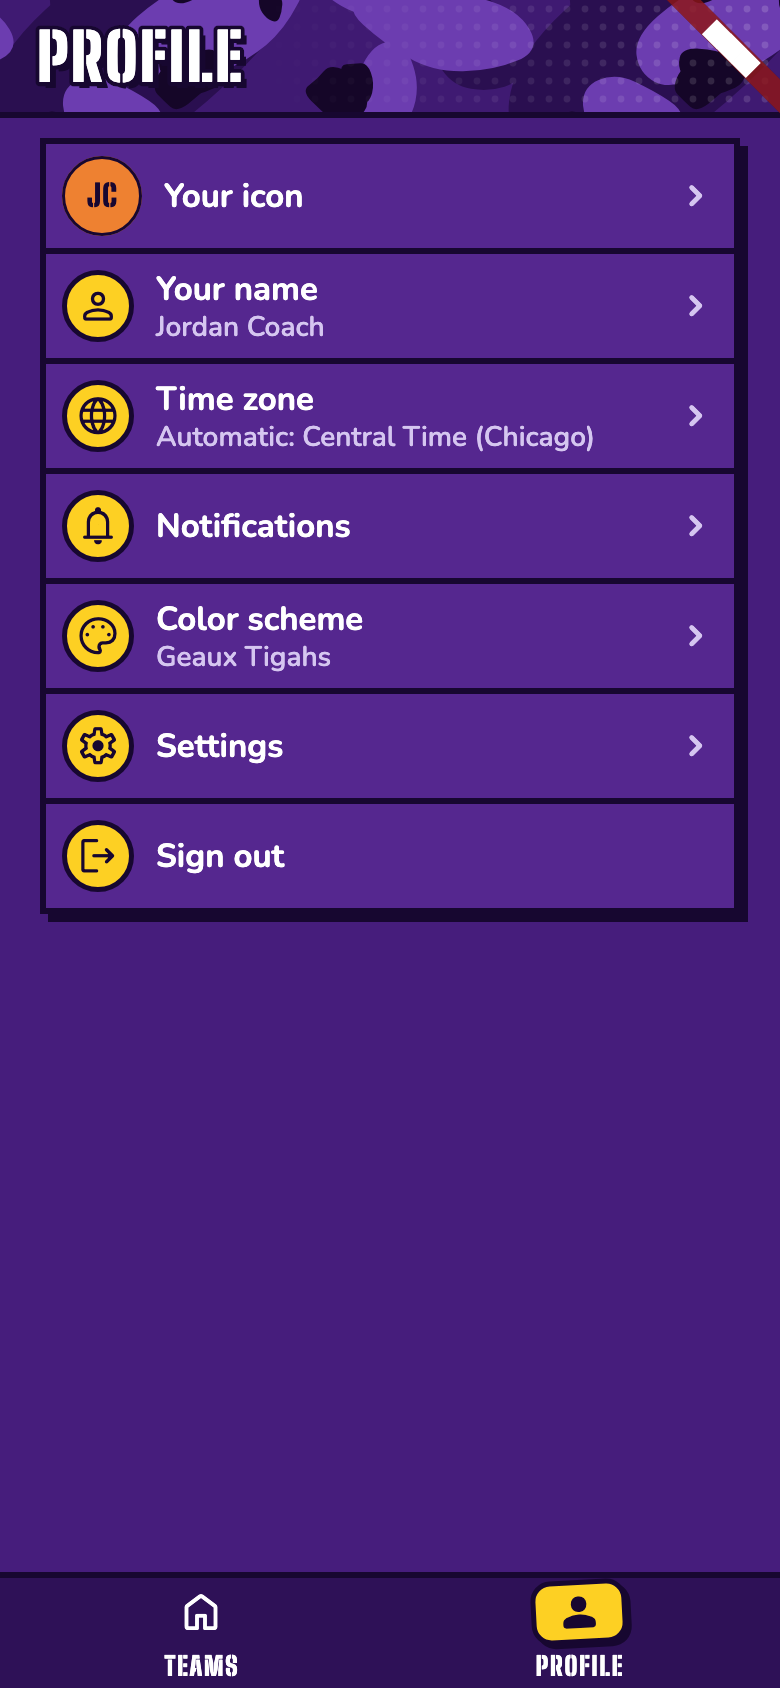 PROFILE
JC
Your icon
Your name
Jordan Coach
Time zone
Automatic: Central Time (Chicago)
Notifications
Color scheme
Geaux Tigahs
Settings
Sign out
TEAMS
PROFILE